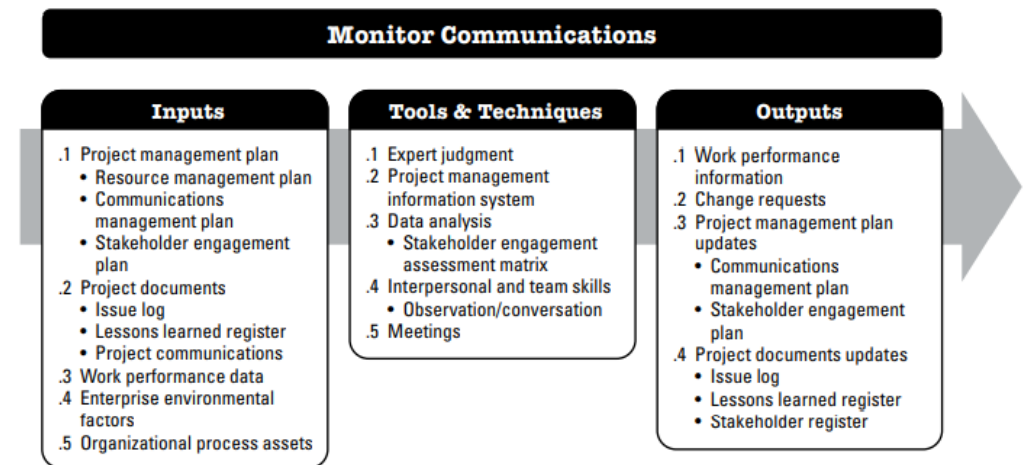 Monitor Communications
Inputs
.1 Project management plan
• Resource management plan
• Communications
management plan
• Stakeholder engagement
plan
.2 Project documents
• Issue log
• Lessons learned register
• Project communications
.3 Work performance data
.4 Enterprise environmental
factors
.5 Organizational process assets
Tools & Techniques
.1 Expert judgment
.2 Project management
information system
.3 Data analysis
• Stakeholder engagement
assessment matrix
.4 Interpersonal and team skills
• Observation/conversation
.5 Meetings
Outputs
.1 Work performance
information
.2 Change requests
.3 Project management plan
updates
• Communications
management plan
• Stakeholder engagement
plan
.4 Project documents updates
• Issue log
• Lessons learned register
• Stakeholder register